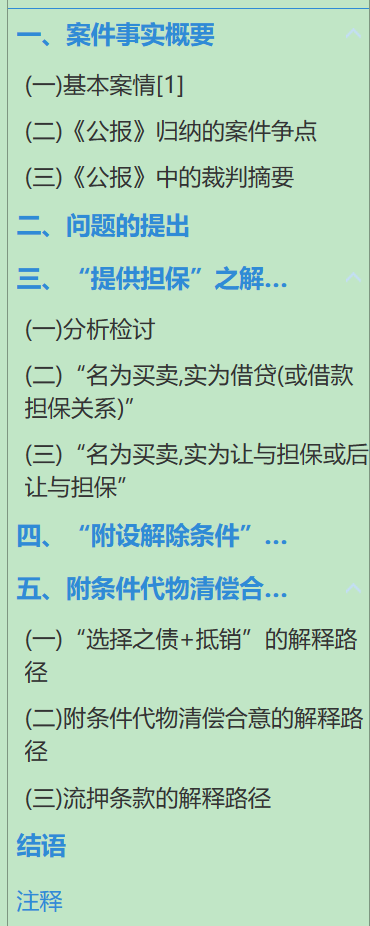 一、案件事实概要
(一)基本案情[1]
(二)《公报》归纳的案件争点
(三)《公报》中的裁判摘要
二、问题的提出
三、“提供担保”之解...
(一)分析检讨
(二)“名为买卖,实为借贷(或借款
担保关系)”
(三)“名为买卖,实为让与担保或后
让与担保”
四、“附设解除条件”...
五、附条件代物清偿合...
(一)“选择之债+抵销”的解释路
径
(二)附条件代物清偿合意的解释路
径
(三)流押条款的解释路径
结语
注释